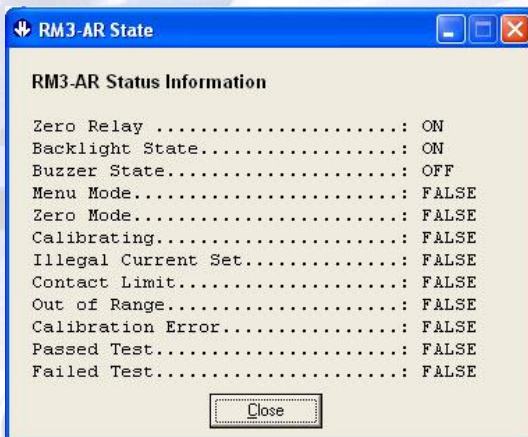 RM3-AR State
RM3-AR Status Information
Zero Relay ......................: ON
Backlight State..................: ON
Buzzer State.....................: OFF
Menu Mode........................: FALSE
Zero Mode........................: FALSE
Calibrating......................: FALSE
Illegal Current Set..............: FALSE
Contact Limit....................: FALSE
Out of Range.....................: FALSE
Calibration Error................: FALSE
Passed Test......................: FALSE
Failed Test......................: FALSE
Close